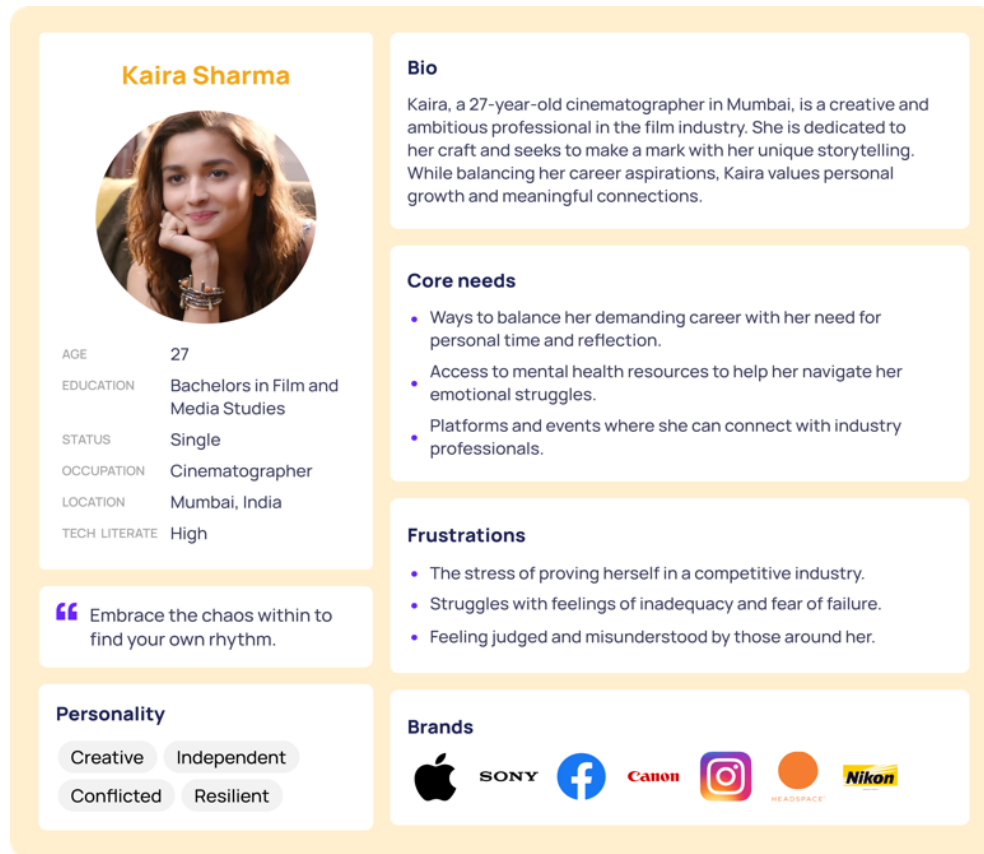 Kaira Sharma
AGE 27
EDUCATION Bachelors in Film and
Media Studies
STATUS Single
OCCUPATION Cinematographer
LOCATION Mumbai, India
TECH LITERATE High
Embrace the chaos within to
find your own rhythm.
Personality
Creative Independent
Conflicted Resilient
Bio
Kaira, a 27-year-old cinematographer in Mumbai, is a creative and
ambitious professional in the film industry. She is dedicated to
her craft and seeks to make a mark with her unique storytelling.
While balancing her career aspirations, Kaira values personal
growth and meaningful connections.
Core needs
• Ways to balance her demanding career with her need for
personal time and reflection.
• Access to mental health resources to help her navigate her
emotional struggles.
• Platforms and events where she can connect with industry
professionals.
Frustrations
• The stress of proving herself in a competitive industry.
• Struggles with feelings of inadequacy and fear of failure.
• Feeling judged and misunderstood by those around her.
Brands
SONY Canon HEADSPACE Nikon